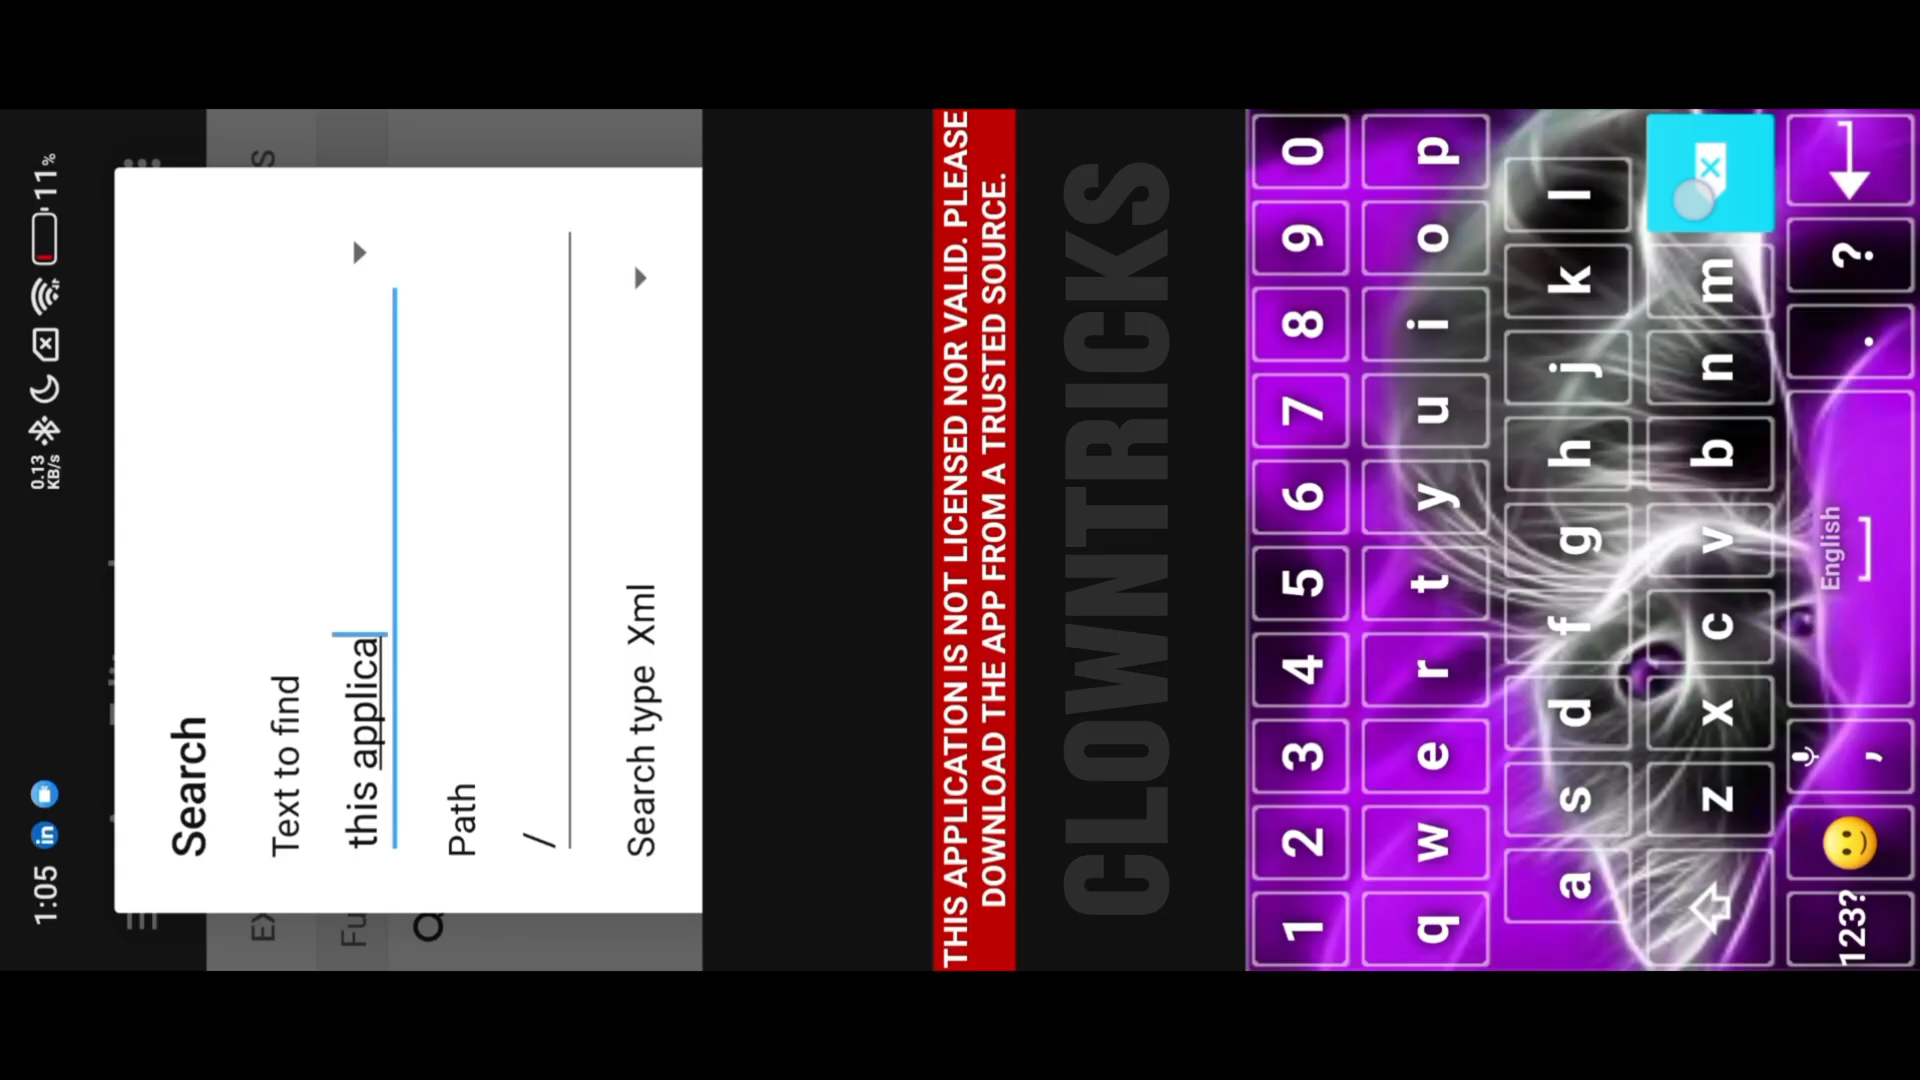 1:05
0.13
KB/s
11%
Search
Text to find
this applica
Path
/
Search type Xml
Ex
s
Fu
THIS APPLICATION IS NOT LICENSED NOR VALID. PLEASE
DOWNLOAD THE APP FROM A TRUSTED SOURCE.
CLOWNTRICKS
1 2 3 4 5 6 7 8 9 0
q w e r t y u i o p
a s d f g h j k l
z x c v b n m
123? , English . ?